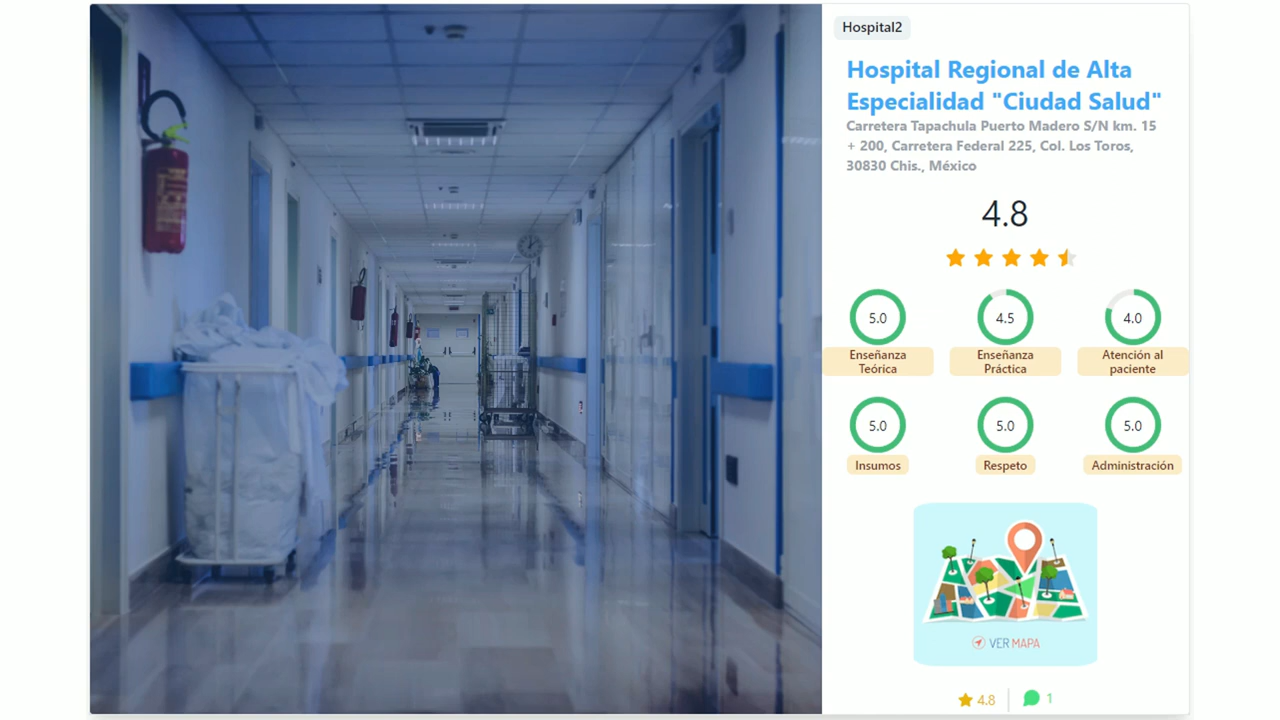 Hospital2
Hospital Regional de Alta
Especialidad "Ciudad Salud"
Carretera Tapachula Puerto Madero S/N km. 15
+ 200, Carretera Federal 225, Col. Los Toros,
30830 Chis., México
4.8
5.0
Enseñanza
Teórica
4.5
Enseñanza
Práctica
4.0
Atención al
paciente
5.0
Insumos
5.0
Respeto
5.0
Administración
VER MAPA
4.8
1